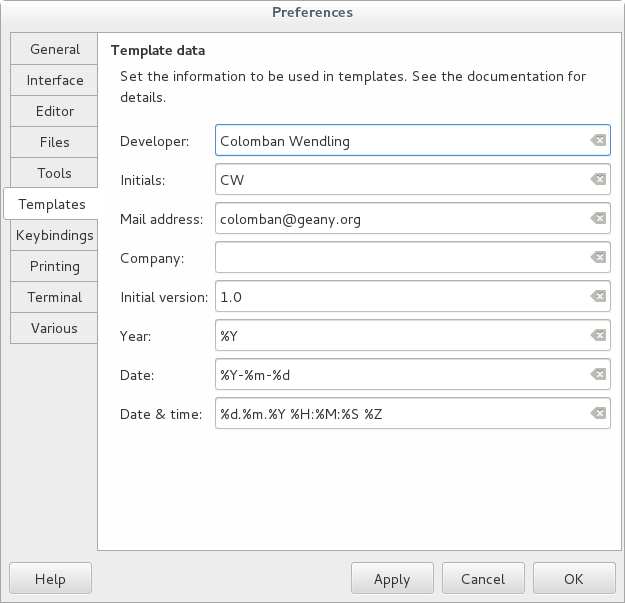 Preferences
General
Interface
Editor
Files
Tools
Templates
Keybindings
Printing
Terminal
Various
Template data
Set the information to be used in templates. See the documentation for
details.
Developer: Colomban Wendling
Initials: CW
Mail address: colomban@geany.org
Company:
Initial version: 1.0
Year: %Y
Date: %Y-%m-%d
Date & time: %d.%m.%Y %H:%M:%S %Z
Help Apply Cancel OK